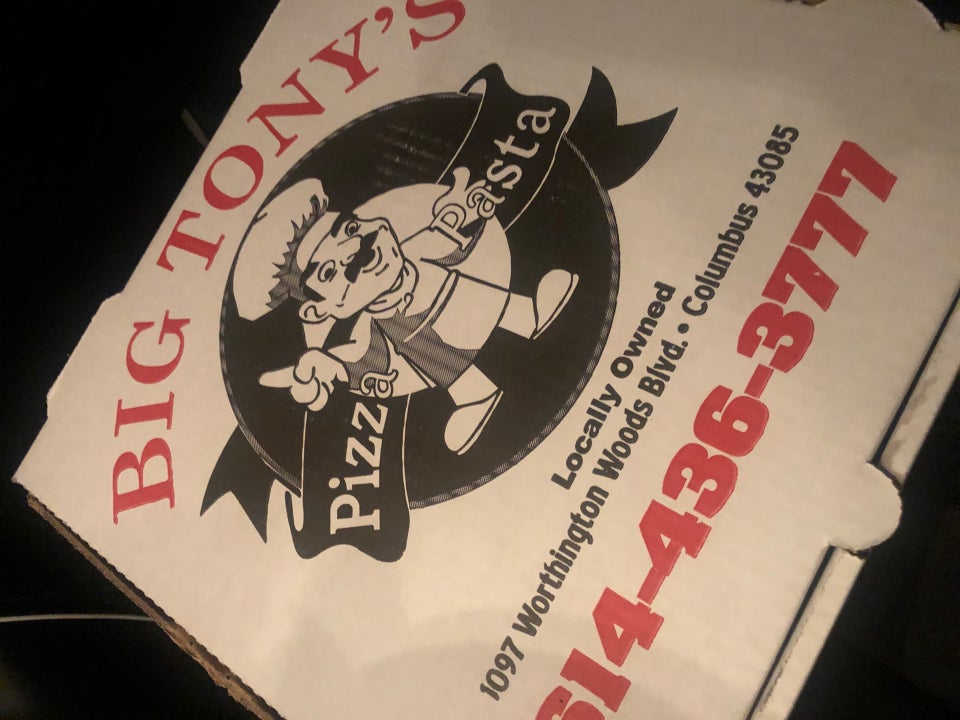 BIG TONY'S
Pizza
Pasta
Locally Owned
1097 Worthington Woods Blvd. • Columbus 43085
614-436-3777